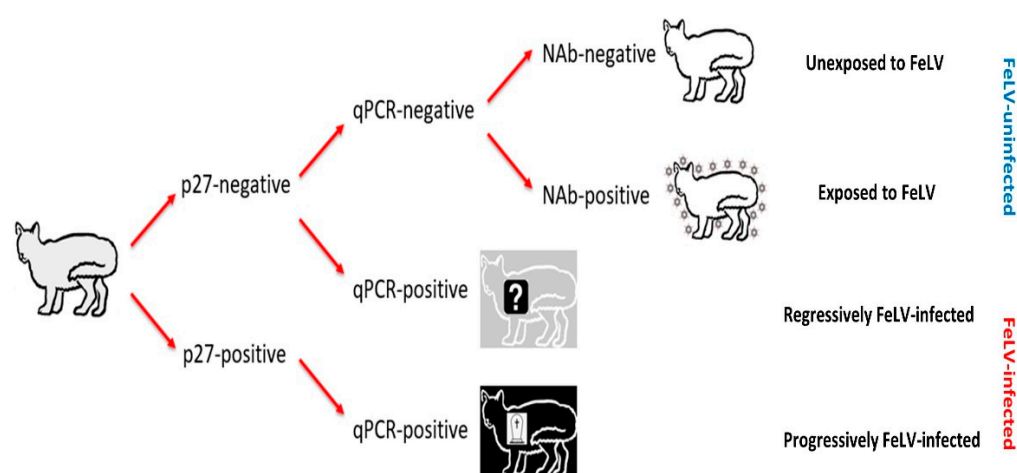 NAb-negative
Unexposed to FeLV
qPCR-negative
p27-negative
NAb-positive
Exposed to FeLV
FeLV-uninfected
qPCR-positive
?
Regressively FeLV-infected
p27-positive
qPCR-positive
Progressively FeLV-infected
FeLV-infected